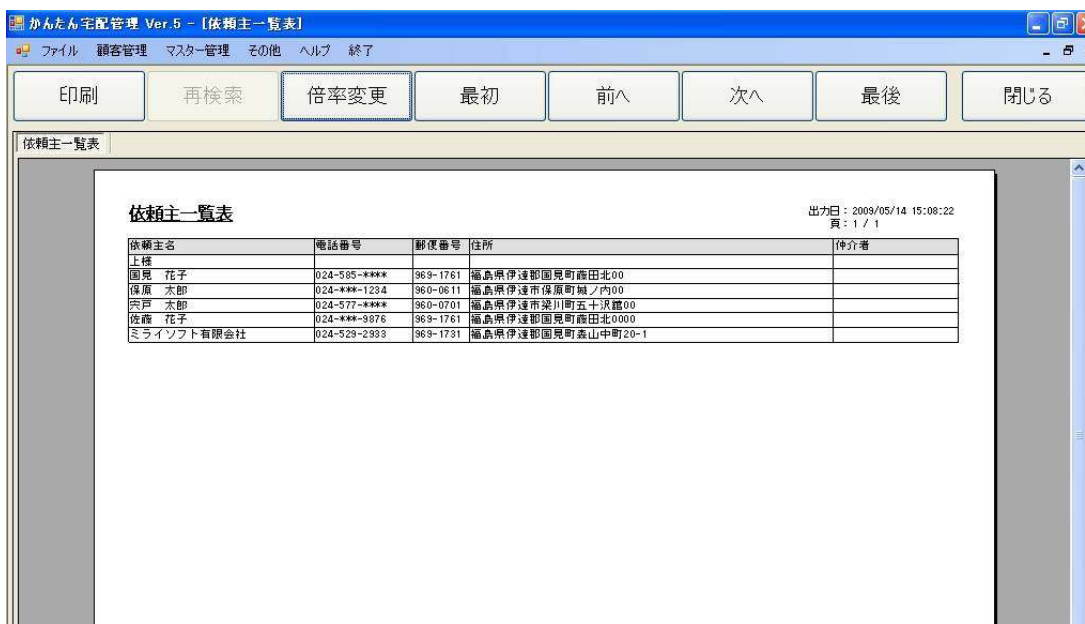 かんたん宅配管理 Ver.5 - [依頼主一覧表]
ファイル 顧客管理 マスター管理 その他 ヘルプ 終了
印刷 再検索 倍率変更 最初 前へ 次へ 最後 閉じる
依頼主一覧表
依頼主一覧表
出力日：2009/05/14 15:08:22
頁：1 / 1
依頼主名 電話番号 郵便番号 住所 仲介者
上様
国見 花子 024-585-**** 969-1761 福島県伊達郡国見町藤田北00
保原 太郎 024-***-1234 960-0611 福島県伊達市保原町城ノ内00
宍戸 太郎 024-577-**** 960-0701 福島県伊達市梁川町五十沢舘00
佐藤 花子 024-***-9876 969-1761 福島県伊達郡国見町藤田北0000
ミライソフト有限会社 024-529-2933 969-1731 福島県伊達郡国見町森山中町20-1